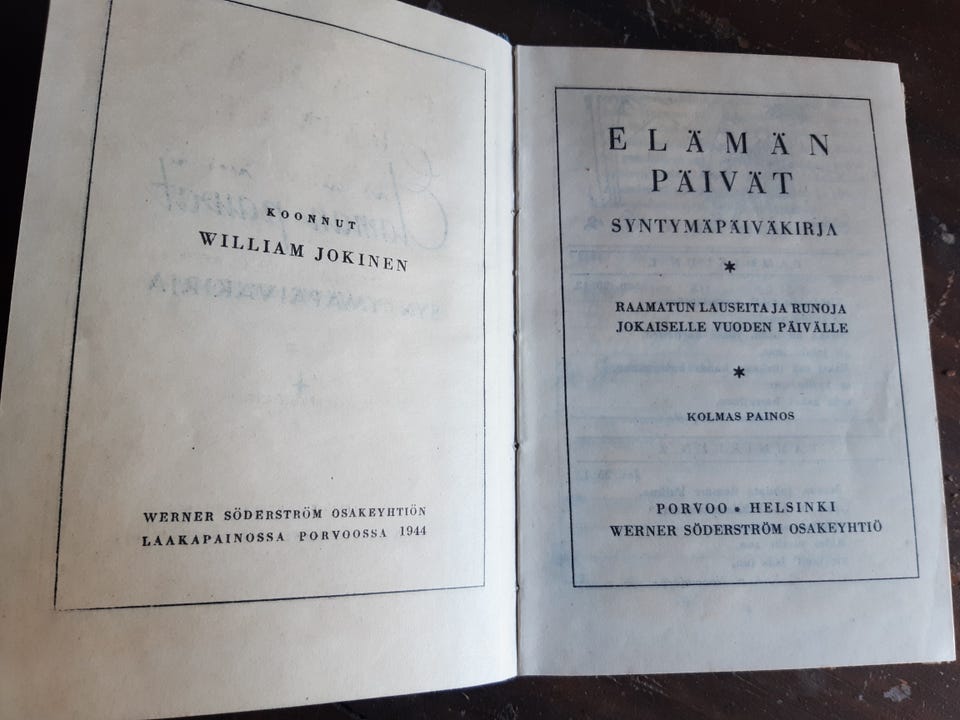 KOONNUT
WILLIAM JOKINEN
WERNER SÖDERSTRÖM OSAKEYHTIÖN
LAAKAPAINOSSA PORVOOSSA 1944
ELÄMÄN
PÄIVÄT
SYNTYMÄPÄIVÄKIRJA
*
RAAMATUN LAUSEITA JA RUNOJA
JOKAISELLE VUODEN PÄIVÄLLE
*
KOLMAS PAINOS
PORVOO • HELSINKI
WERNER SÖDERSTRÖM OSAKEYHTIÖ